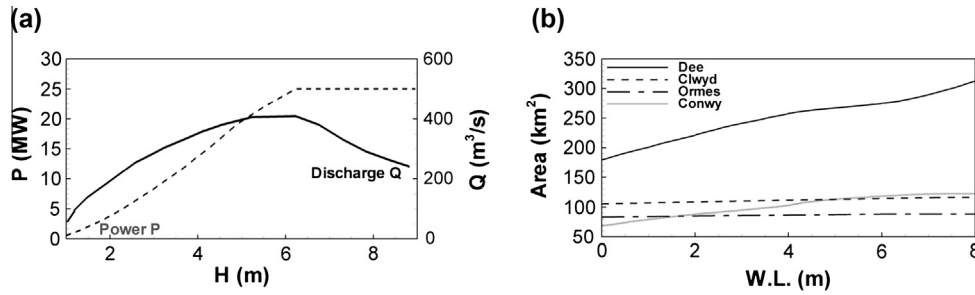 (a)
30
25
20
15
10
5
0
P (MW)
600
400
200
0
Q (m³/s)
Discharge Q
Power P
2
4
6
8
H (m)
(b)
350
300
250
200
150
100
50
Area (km²)
Dee
Clwyd
Ormes
Conwy
0
2
4
6
8
W.L. (m)